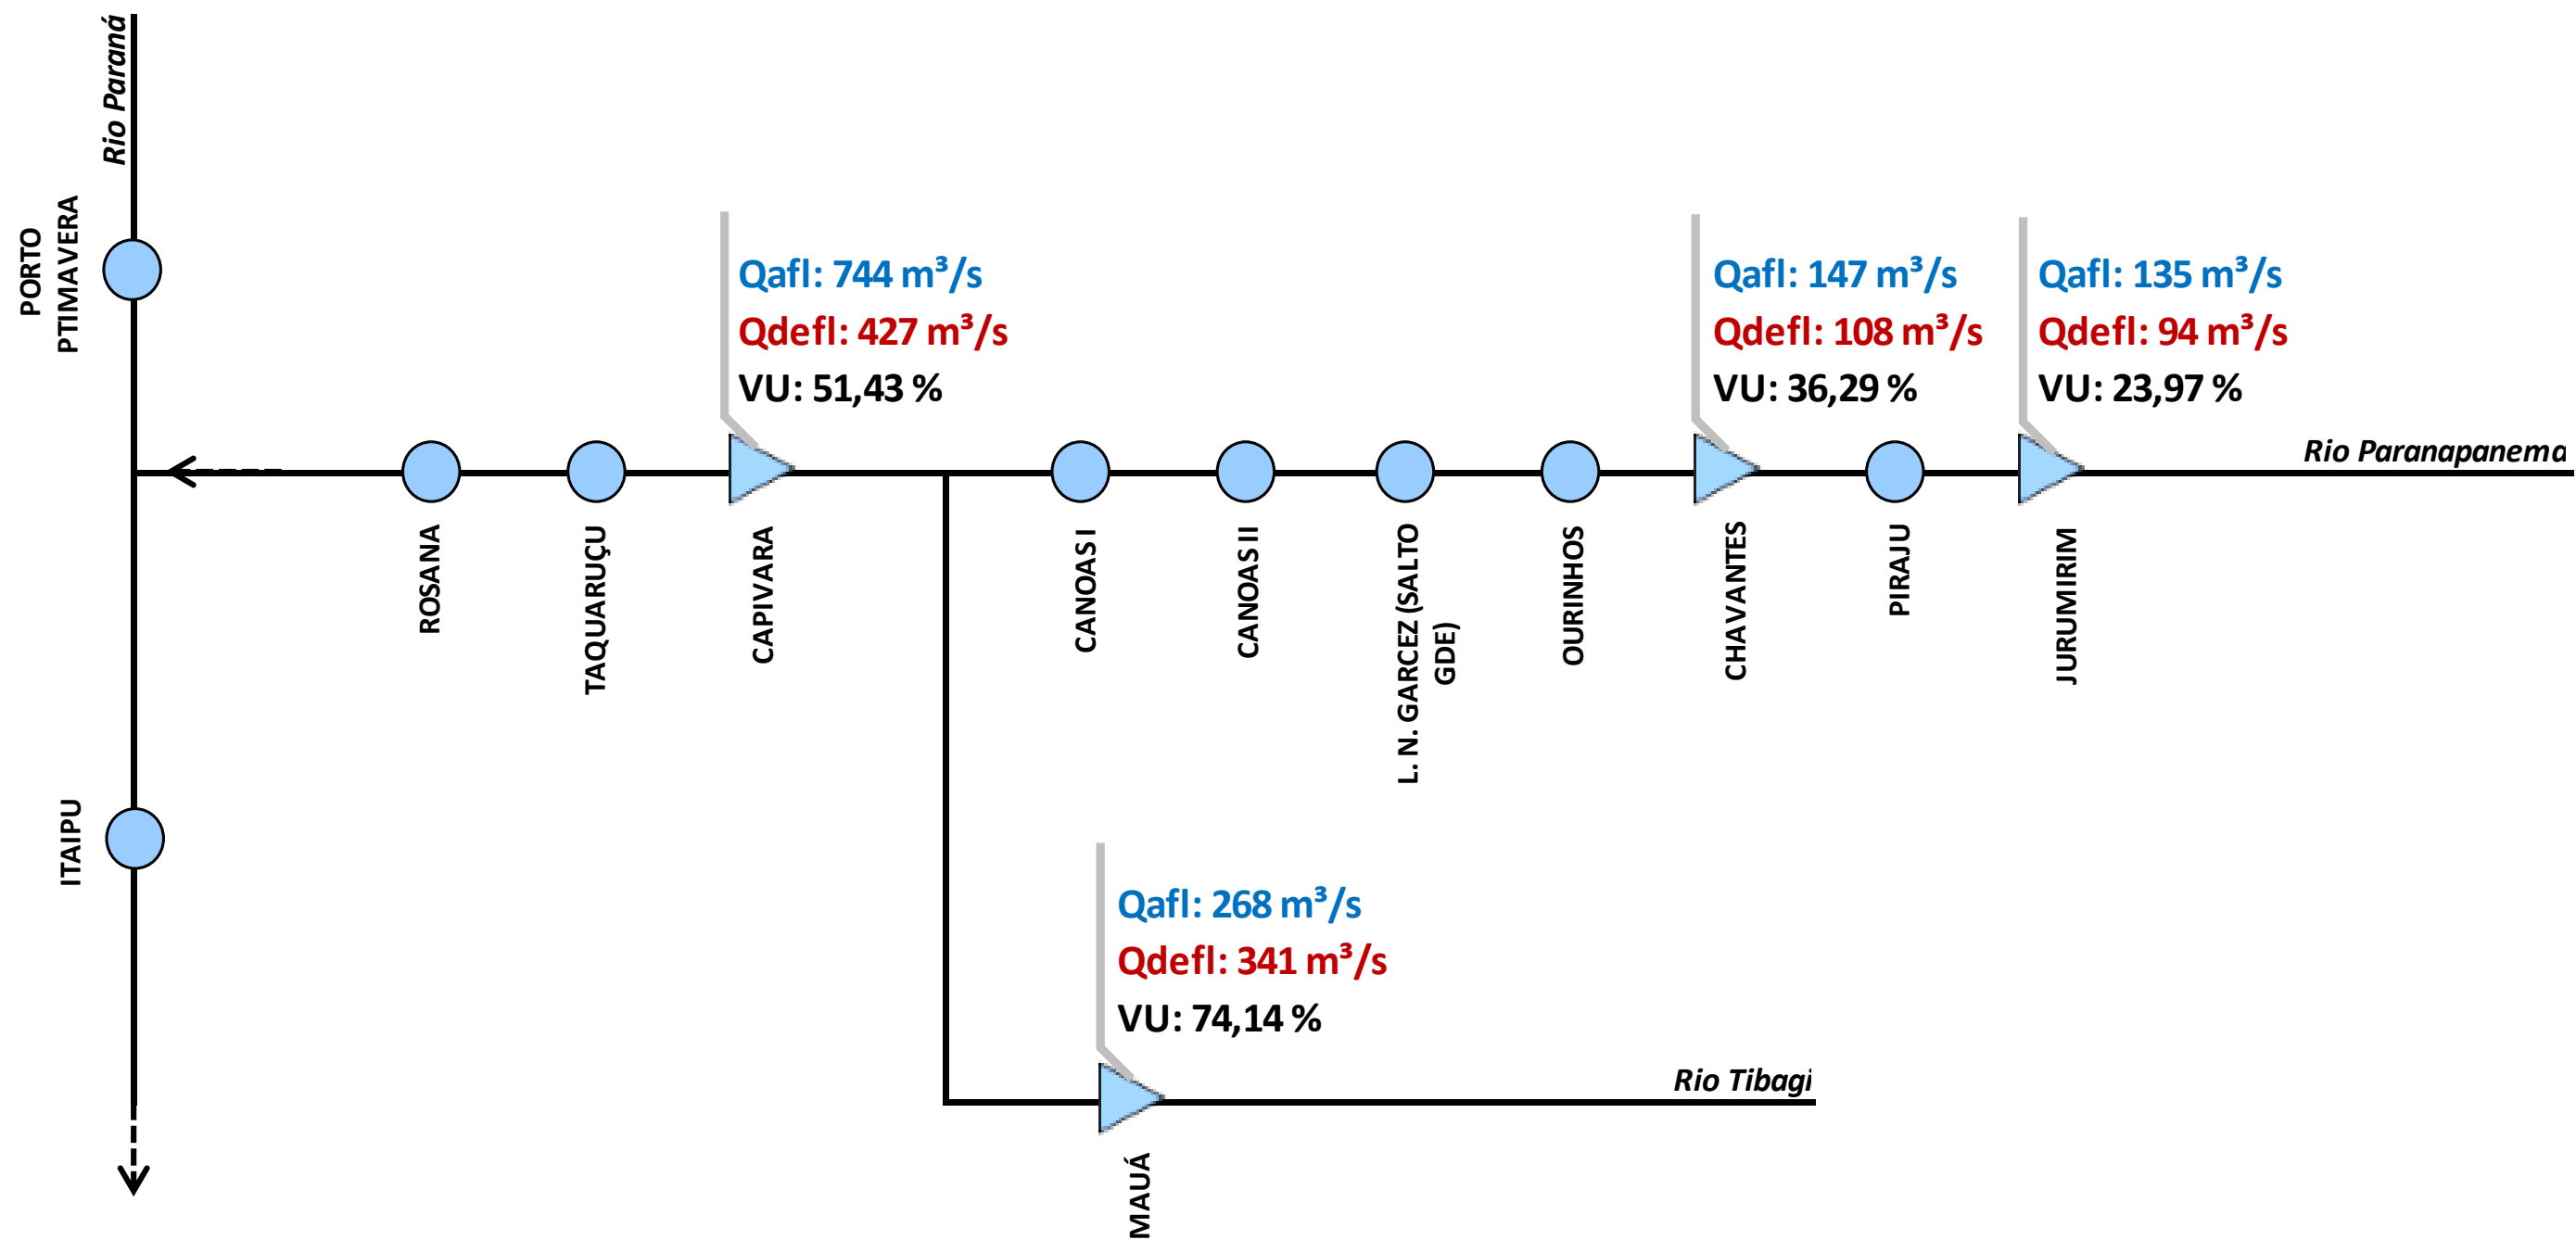 Rio Paraná
PORTO
PTIMAVERA
Qafl: 744 m³/s
Qdefl: 427 m³/s
VU: 51,43 %
Qafl: 147 m³/s
Qdefl: 108 m³/s
VU: 36,29 %
Qafl: 135 m³/s
Qdefl: 94 m³/s
VU: 23,97 %
Rio Paranapanema
ROSANA
TAQUARUÇU
CAPIVARA
CANOAS I
CANOAS II
L. N. GARCEZ (SALTO
GDE)
OURINHOS
CHAVANTES
PIRAJU
JURUMIRIM
ITAIPU
Qafl: 268 m³/s
Qdefl: 341 m³/s
VU: 74,14 %
Rio Tibagi
MAUÁ